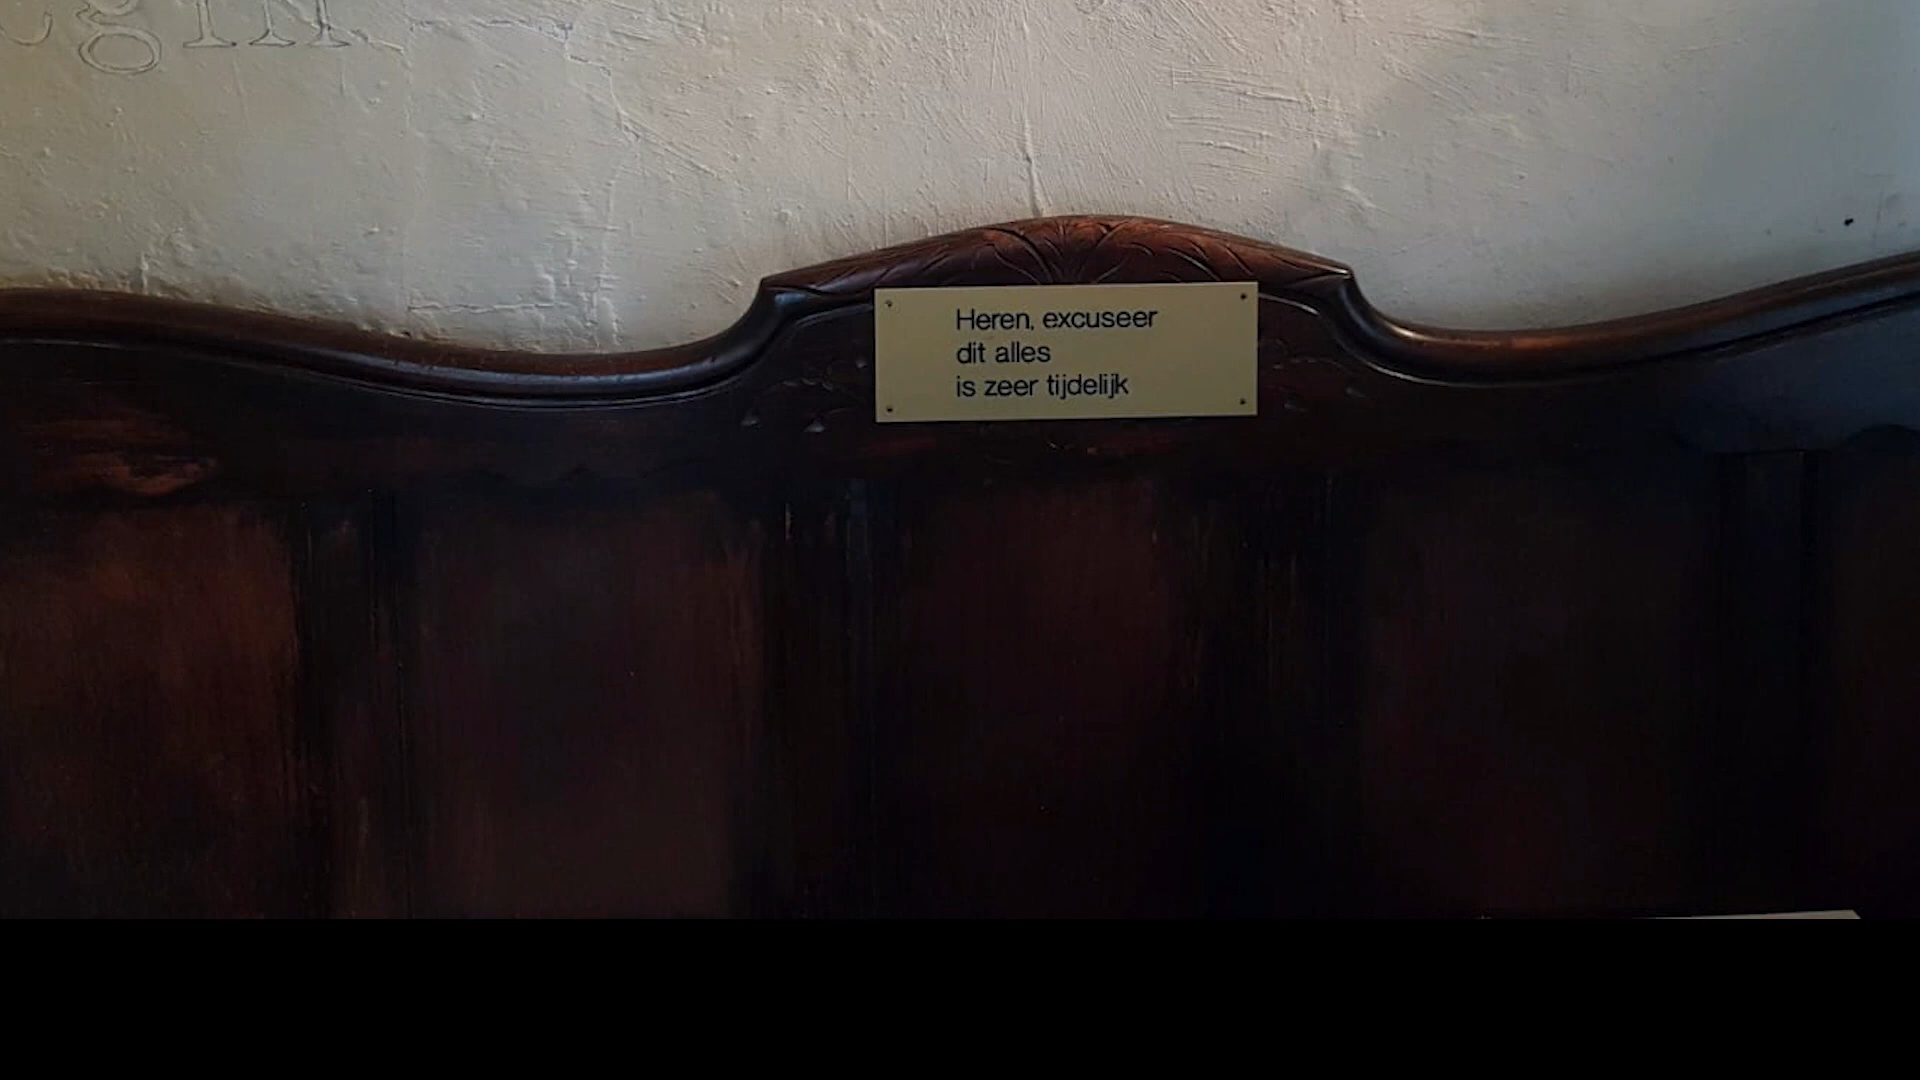 Heren, excuseer
dit alles
is zeer tijdelijk